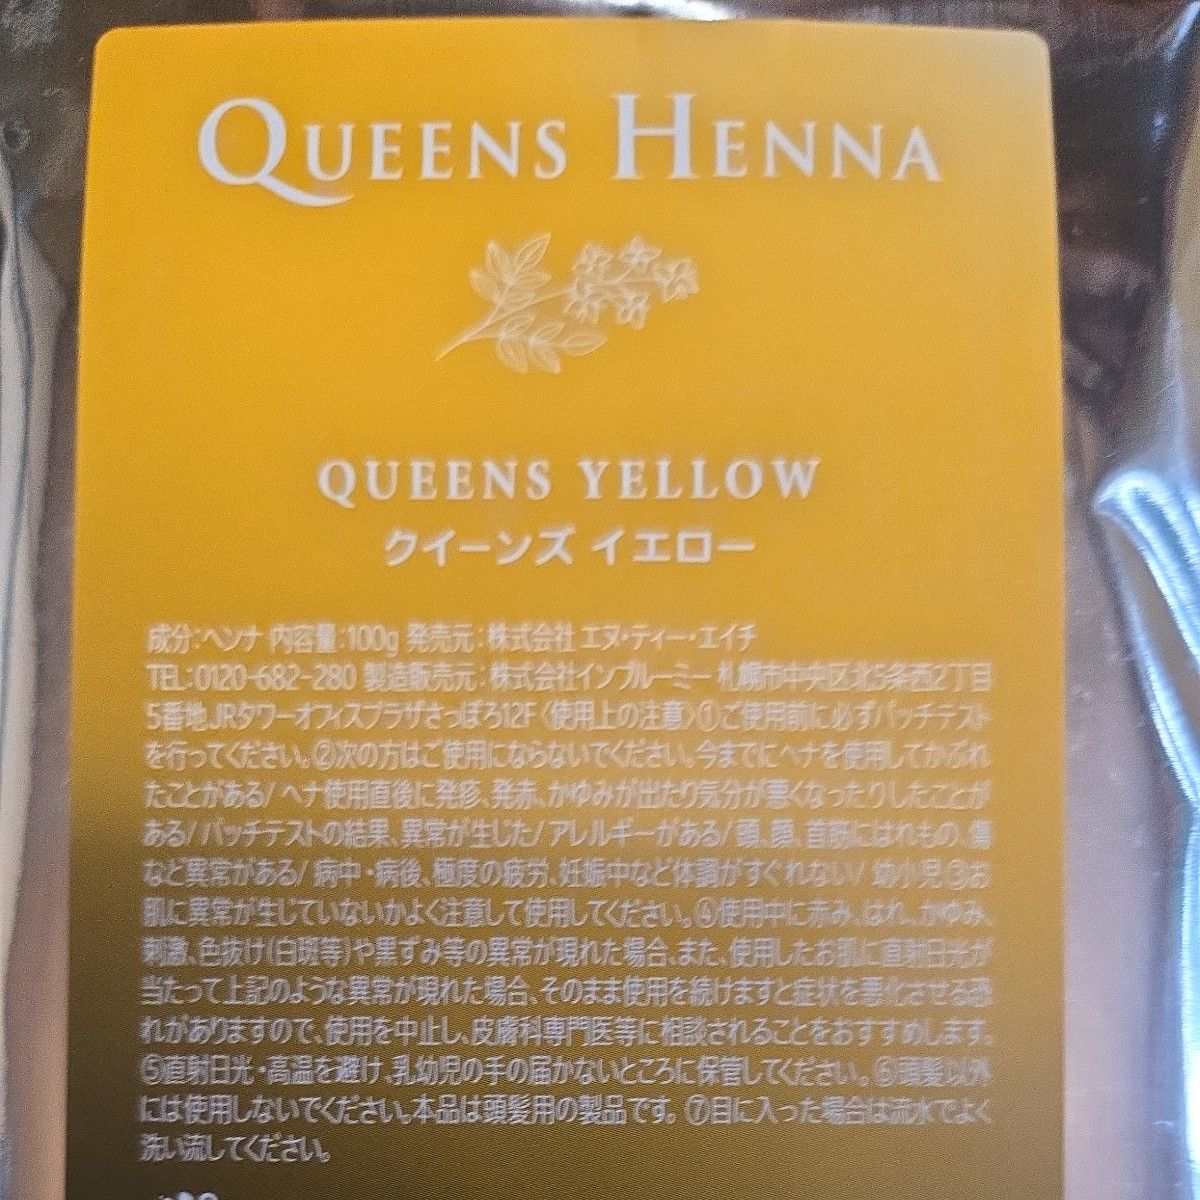 QUEENS HENNA
QUEENS YELLOW
クイーンズ イエロー
成分:ヘンナ 内容量:100g 発売元:株式会社 エヌ・ティー・エイチ
TEL:0120-682-280 製造販売元:株式会社インブルーミー 札幌市中央区北5条西2丁目
5番地JRタワーオフィスプラザさっぽろ12F〈使用上の注意〉①ご使用前に必ずパッチテスト
を行ってください。②次の方はご使用にならないでください。今までにヘナを使用してかぶれ
たことがある/ ヘナ使用直後に発疹、発赤、かゆみが出たり気分が悪くなったりしたことが
ある/ パッチテストの結果、異常が生じた/ アレルギーがある/ 頭、顔、首筋にはれもの、傷
など異常がある/ 病中・病後、極度の疲労、妊娠中など体調がすぐれない/ 幼小児③お
肌に異常が生じていないかよく注意して使用してください。④使用中に赤み、はれ、かゆみ、
刺激、色抜け(白斑等)や黒ずみ等の異常が現れた場合、また、使用したお肌に直射日光が
当たって上記のような異常が現れた場合、そのまま使用を続けますと症状を悪化させる恐
れがありますので、使用を中止し、皮膚科専門医等に相談されることをおすすめします。
⑤直射日光・高温を避け、乳幼児の手の届かないところに保管してください。⑥頭髪以外
には使用しないでください。本品は頭髪用の製品です。⑦目に入った場合は流水でよく
洗い流してください。